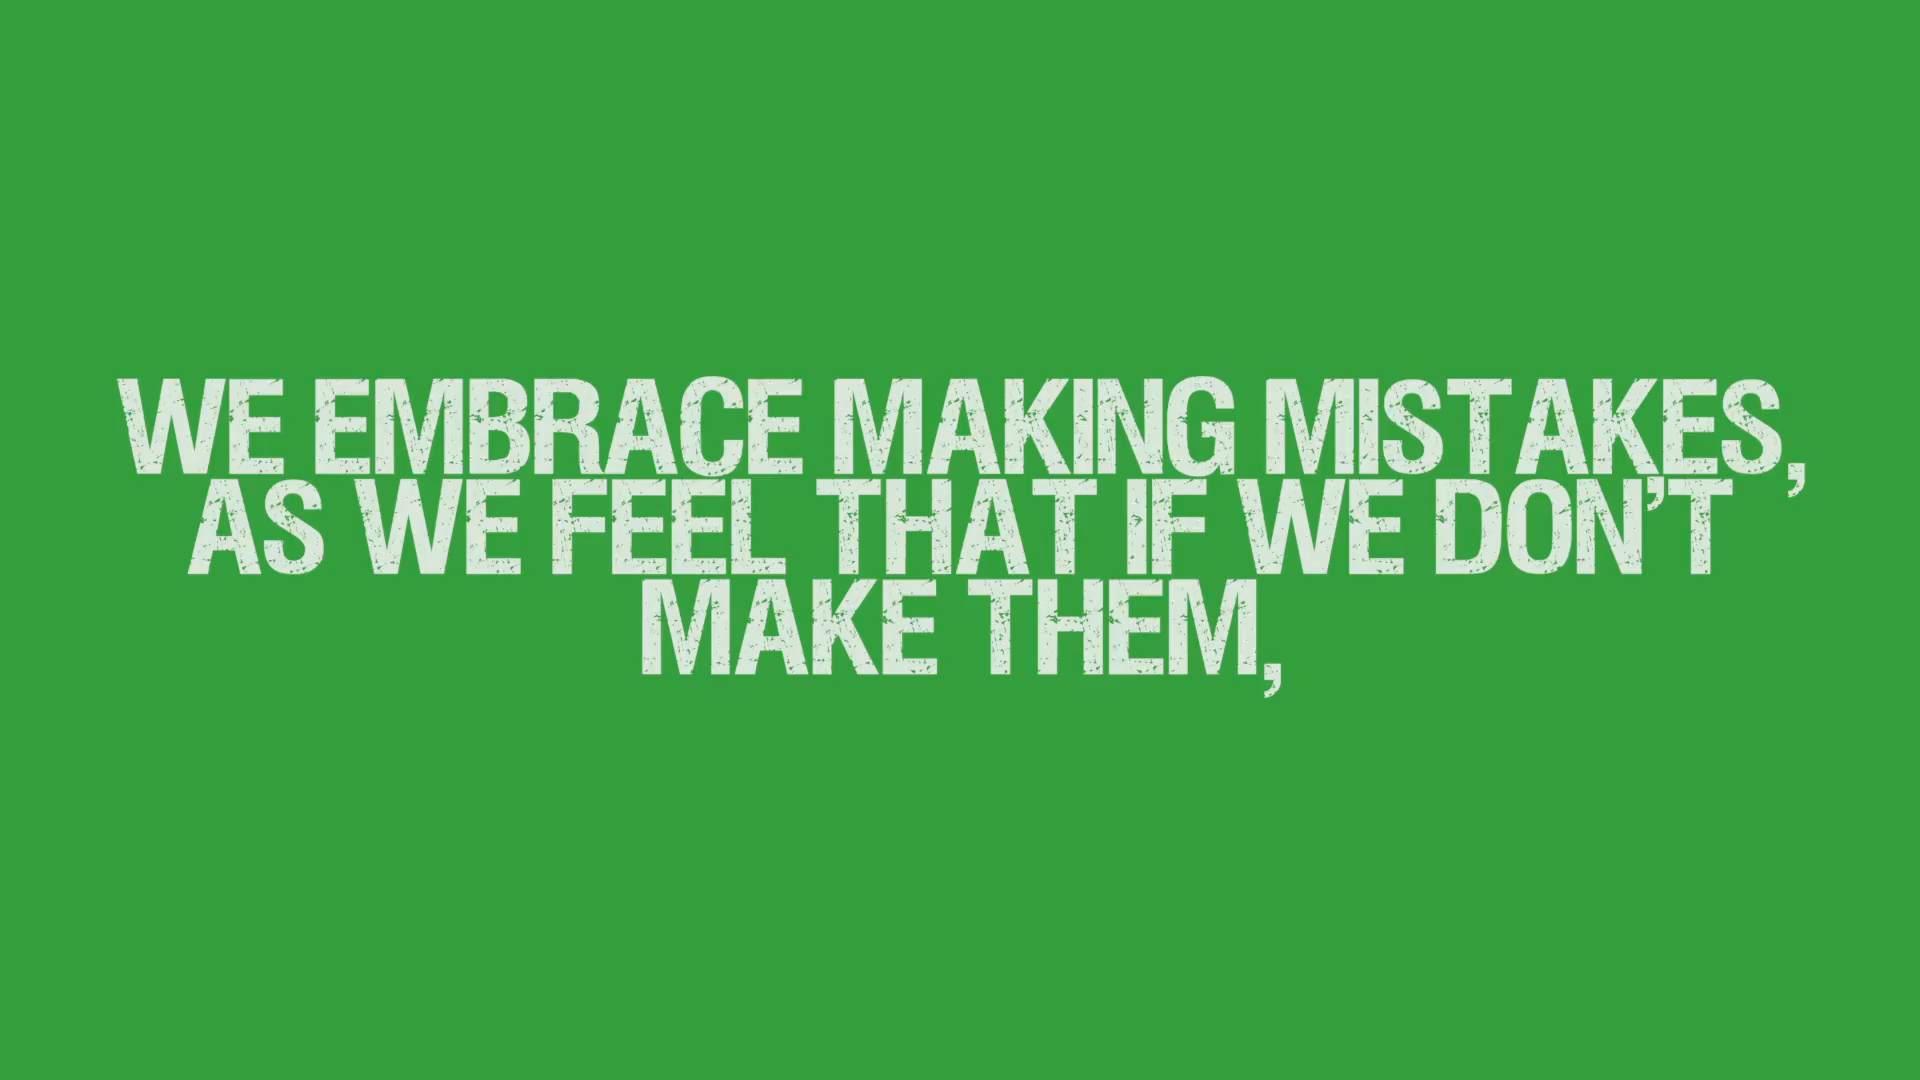 WE EMBRACE MAKING MISTAKES,
AS WE FEEL THAT IF WE DON'T
MAKE THEM,